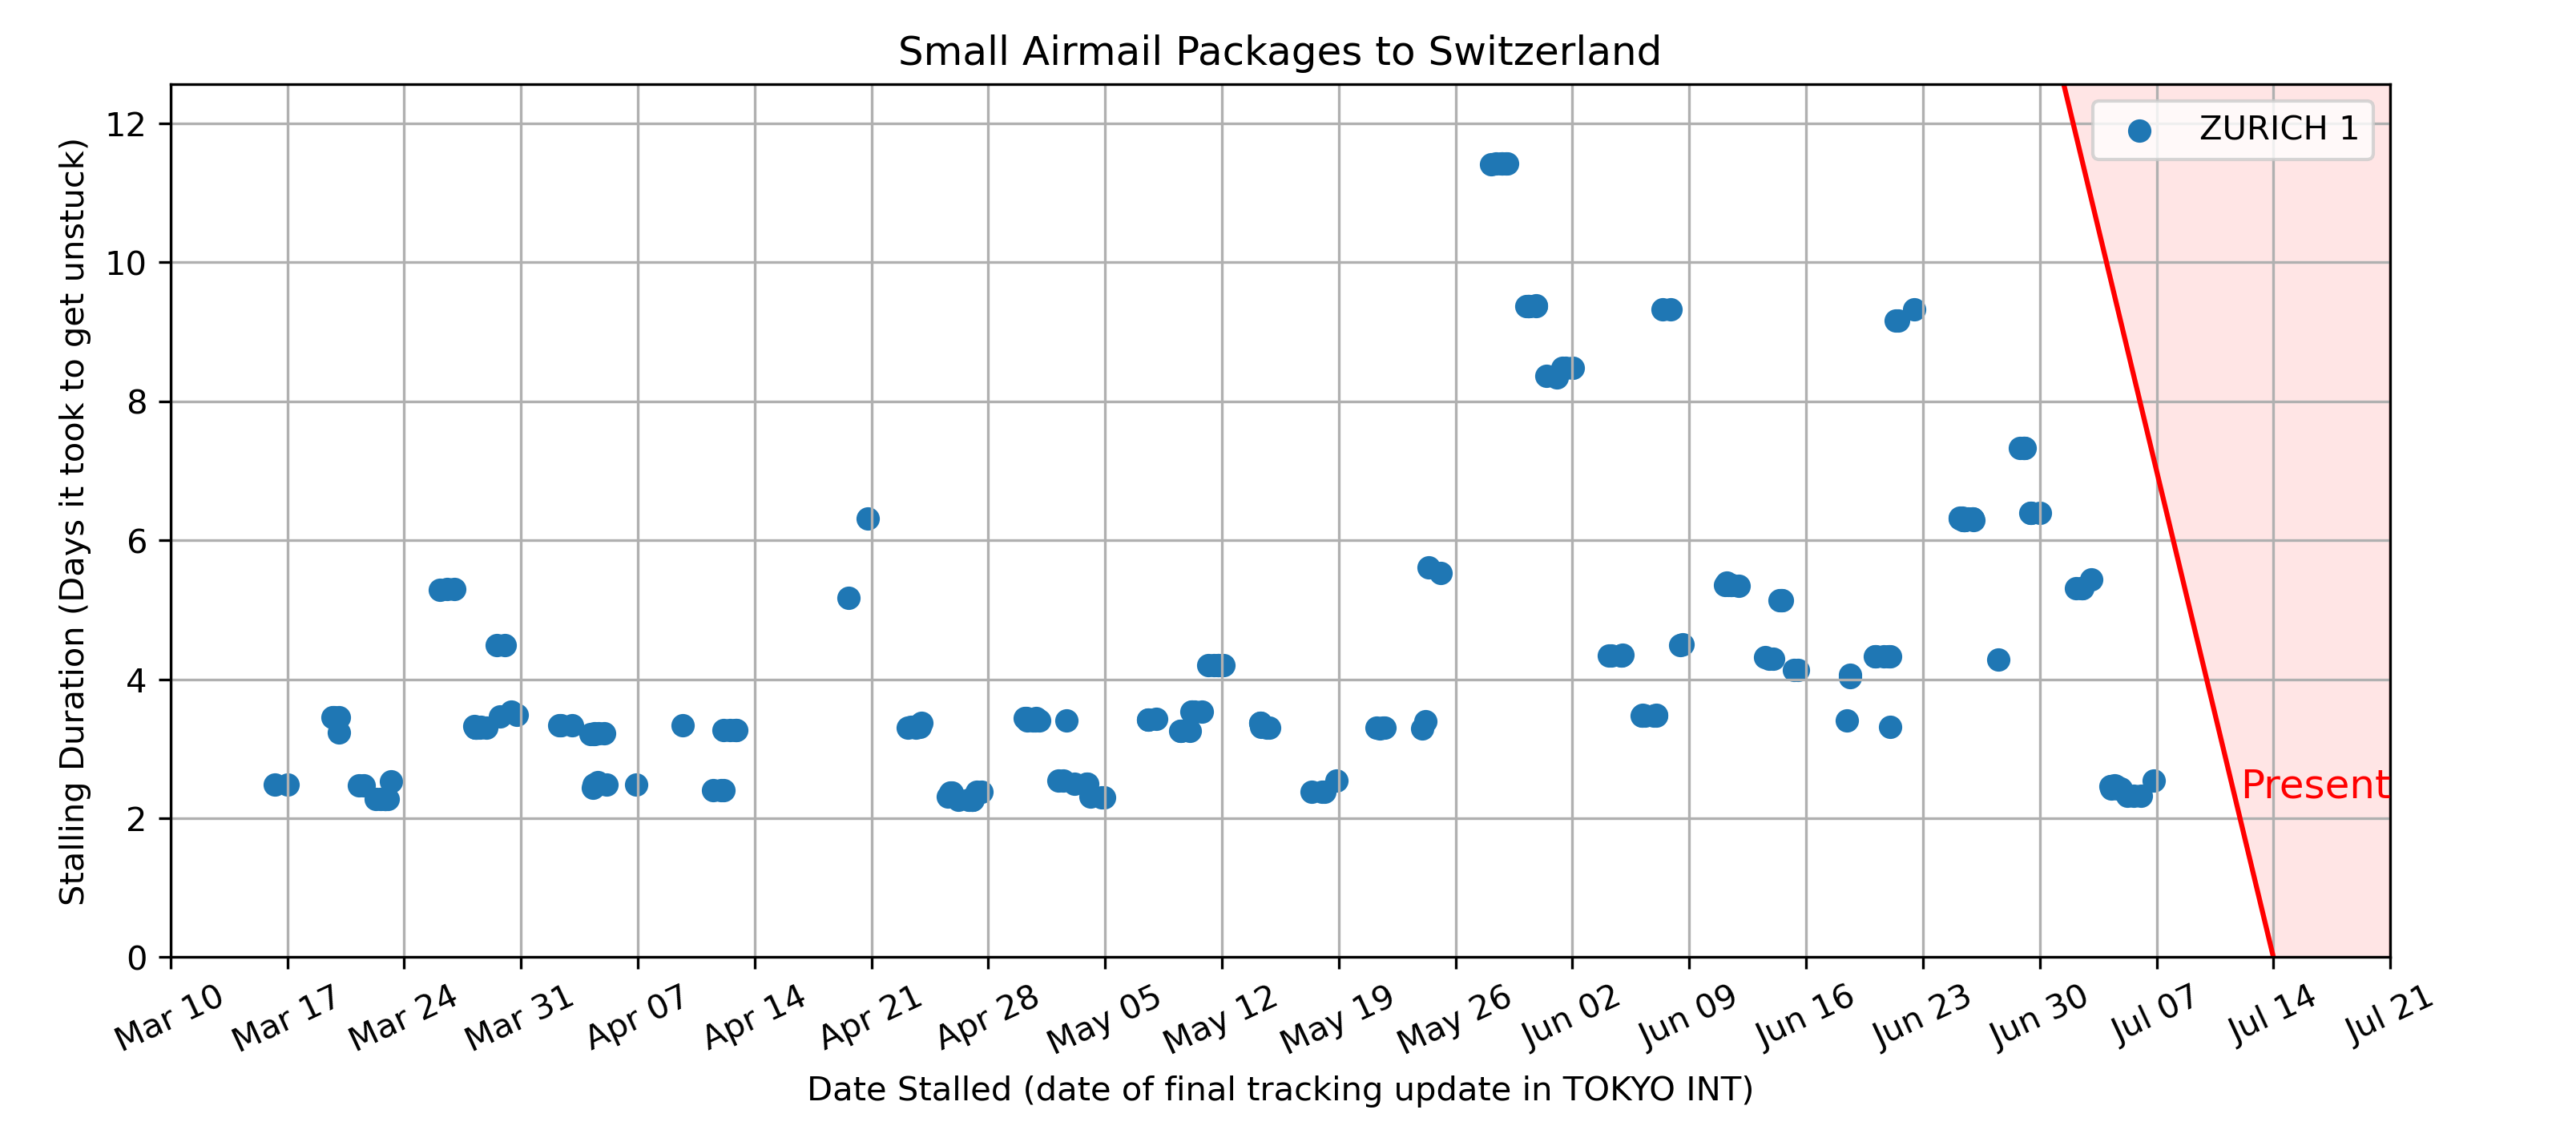 Small Airmail Packages to Switzerland
Stalling Duration (Days it took to get unstuck)
12
10
8
6
4
2
0
ZURICH 1
Present
Mar 10
Mar 17
Mar 24
Mar 31
Apr 07
Apr 14
Apr 21
Apr 28
May 05
May 12
May 19
May 26
Jun 02
Jun 09
Jun 16
Jun 23
Jun 30
Jul 07
Jul 14
Jul 21
Date Stalled (date of final tracking update in TOKYO INT)